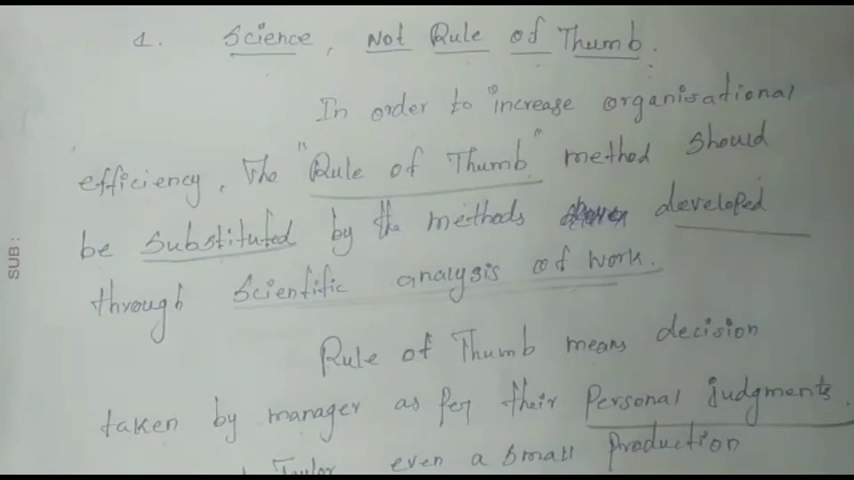 1. Science, Not Rule of Thumb.
In order to increase organisational
efficiency, The "Rule of Thumb" method should
be substituted by the methods developed
through Scientific analysis of work.
Rule of Thumb means decision
taken by manager as per their Personal judgments.
Taylor even a small production
SUB: